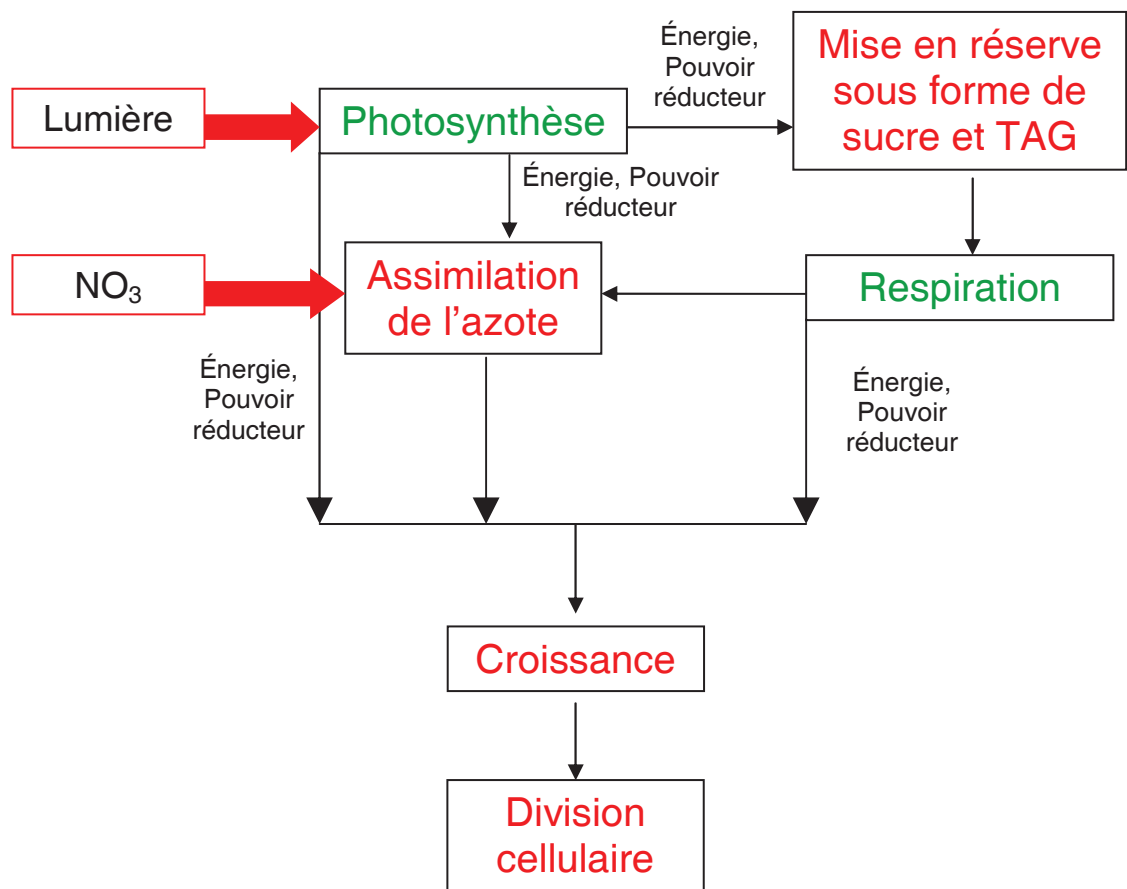 Énergie,
Pouvoir
réducteur
Mise en réserve
sous forme de
sucre et TAG
Lumière
Photosynthèse
Énergie, Pouvoir
réducteur
NO₃
Assimilation
de l’azote
Respiration
Énergie,
Pouvoir
réducteur
Énergie,
Pouvoir
réducteur
Croissance
Division
cellulaire